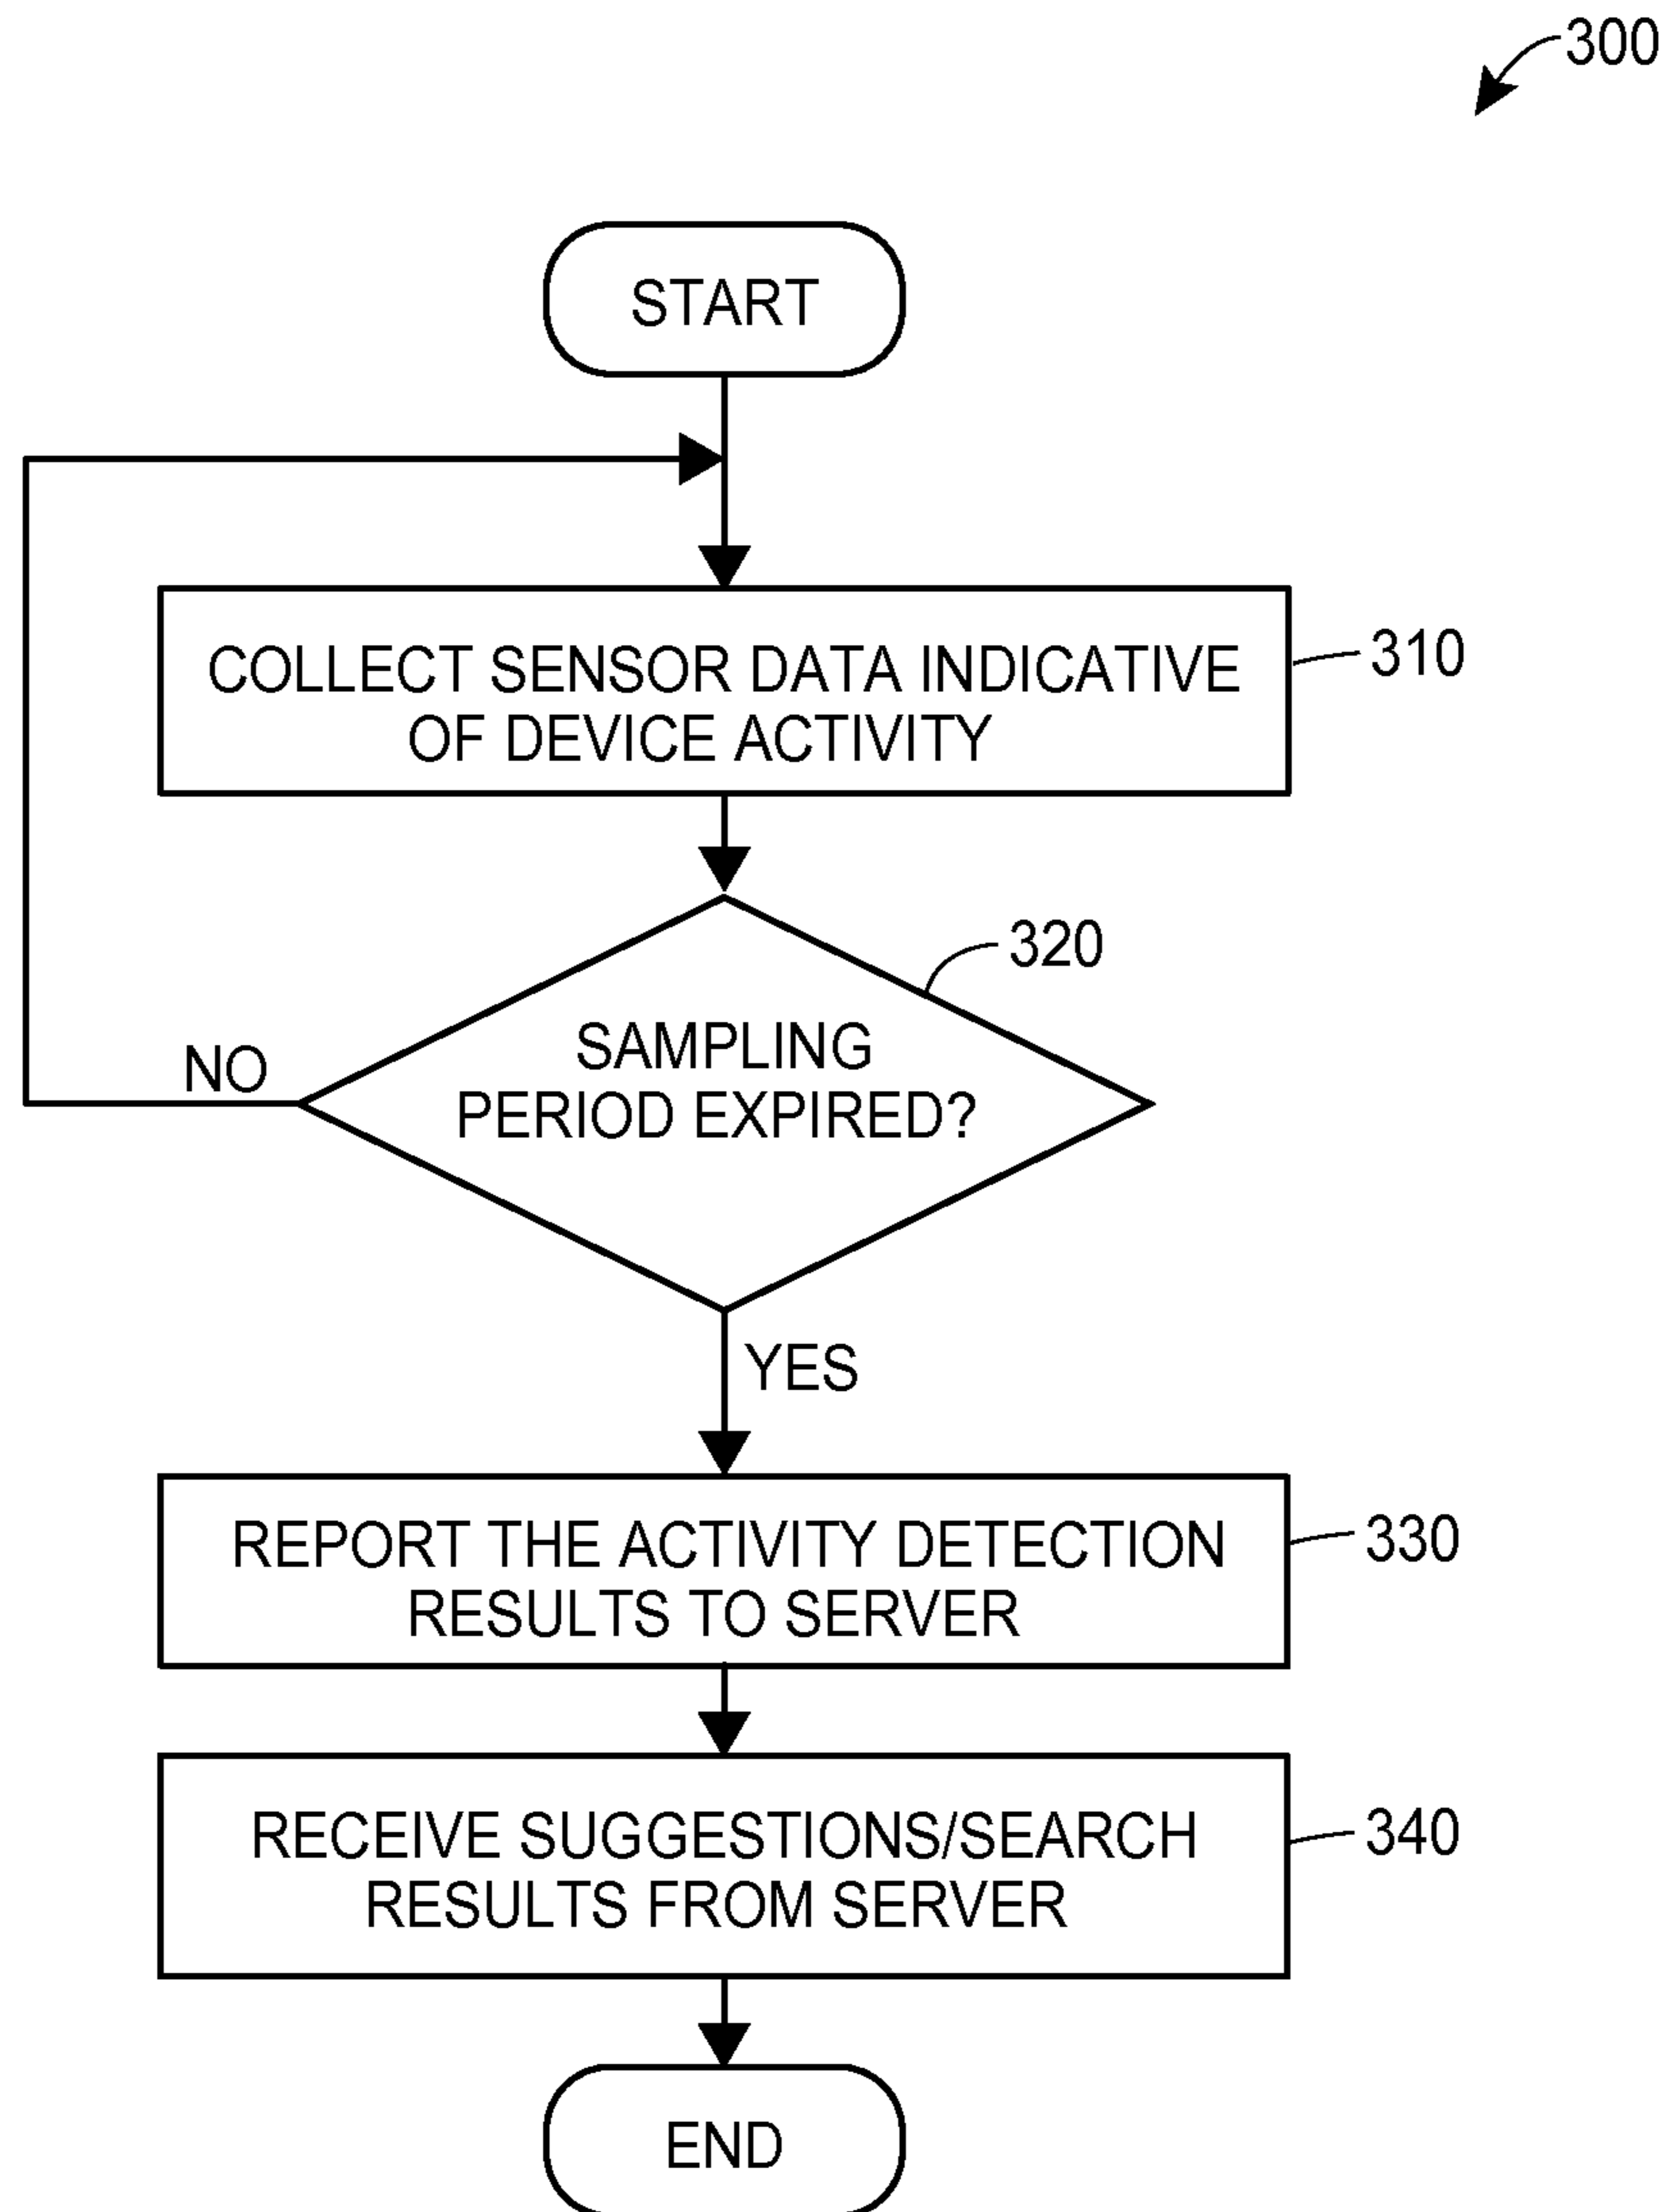 300
START
COLLECT SENSOR DATA INDICATIVE
OF DEVICE ACTIVITY
310
320
SAMPLING
PERIOD EXPIRED?
NO
YES
REPORT THE ACTIVITY DETECTION
RESULTS TO SERVER
330
RECEIVE SUGGESTIONS/SEARCH
RESULTS FROM SERVER
340
END